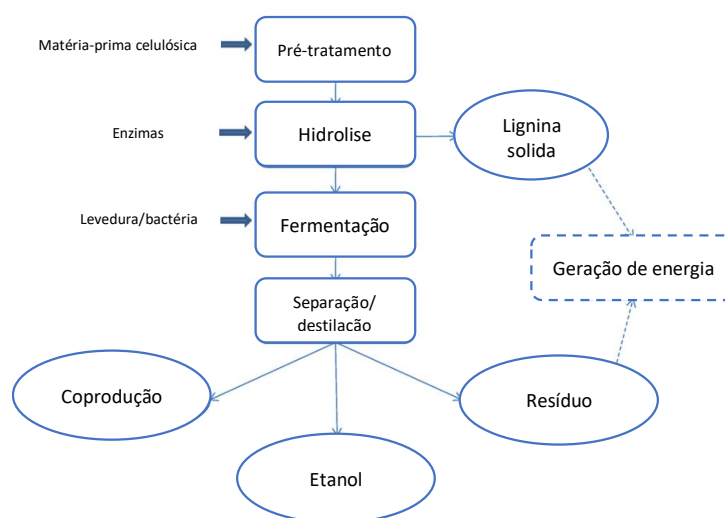 Matéria-prima celulósica
Pré-tratamento
Enzimas
Hidrolise
Lignina
solida
Levedura/bactéria
Fermentação
Geração de energia
Separação/
destilacão
Coprodução
Resíduo
Etanol